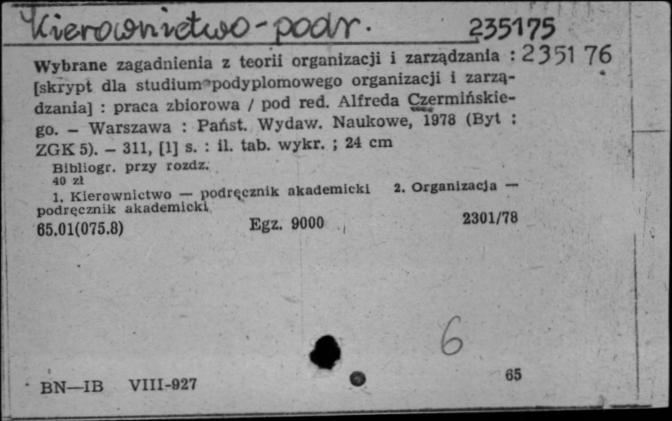 Kierownictwo - podr. 235175
Wybrane zagadnienia z teorii organizacji i zarządzania : 235176
[skrypt dla studium podyplomowego organizacji i zarzą-
dzania] : praca zbiorowa / pod red. Alfreda Czermińskie-
go. — Warszawa : Państ. Wydaw. Naukowe, 1978 (Byt :
ZGK 5). — 311, [1] s. : il. tab. wykr. ; 24 cm
Bibliogr. przy rozdz.
40 zł
1. Kierownictwo — podręcznik akademicki 2. Organizacja —
podręcznik akademicki
65.01(075.8) Egz. 9000 2301/78
6
BN—IB VIII-927 65